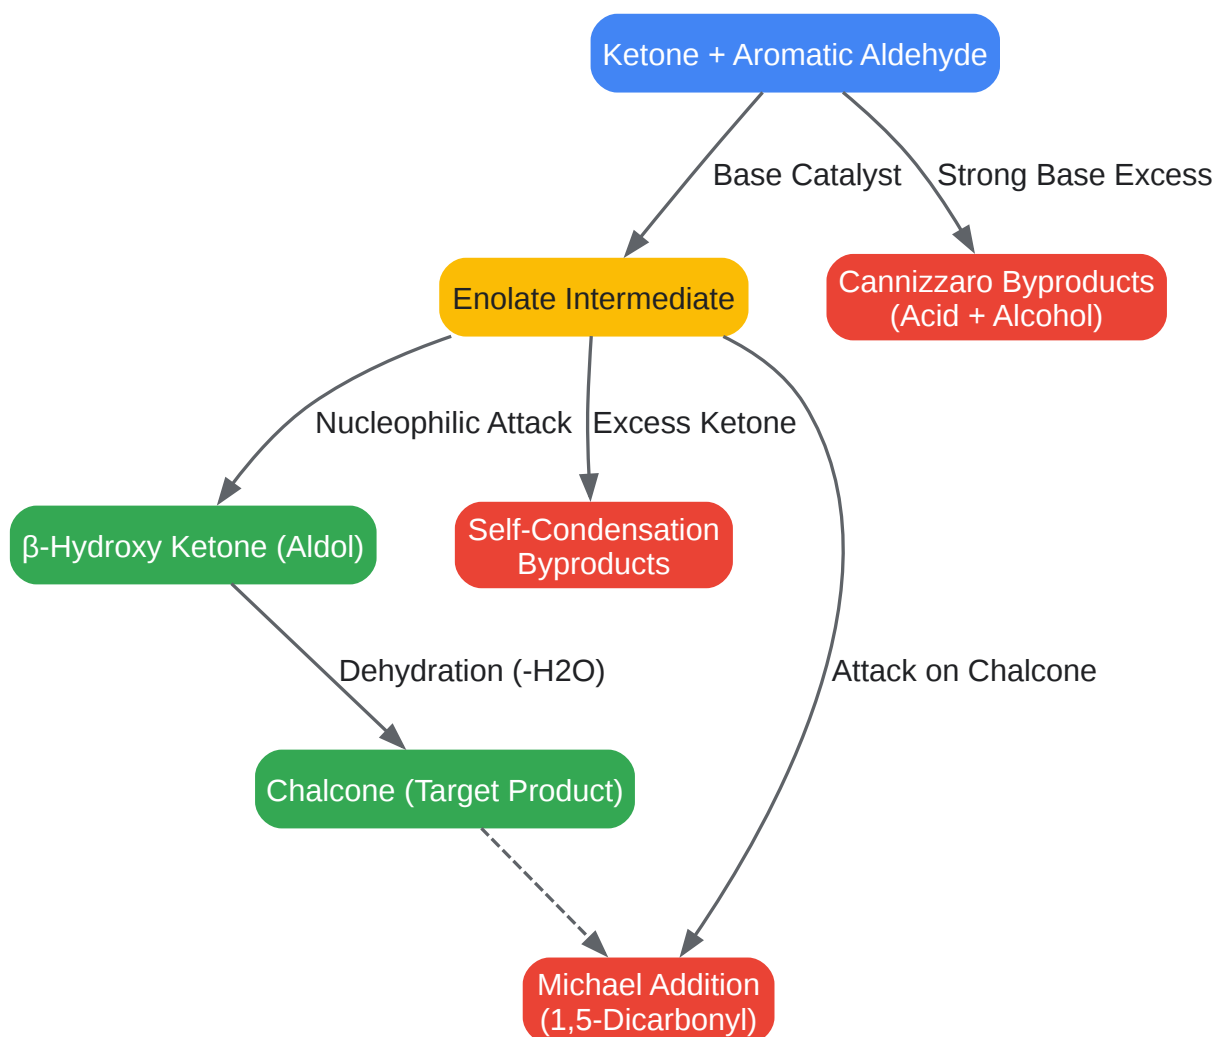 Ketone + Aromatic Aldehyde
Base Catalyst
Strong Base Excess
Enolate Intermediate
Cannizzaro Byproducts
(Acid + Alcohol)
Nucleophilic Attack
Excess Ketone
β-Hydroxy Ketone (Aldol)
Self-Condensation
Byproducts
Dehydration (-H2O)
Attack on Chalcone
Chalcone (Target Product)
Michael Addition
(1,5-Dicarbonyl)